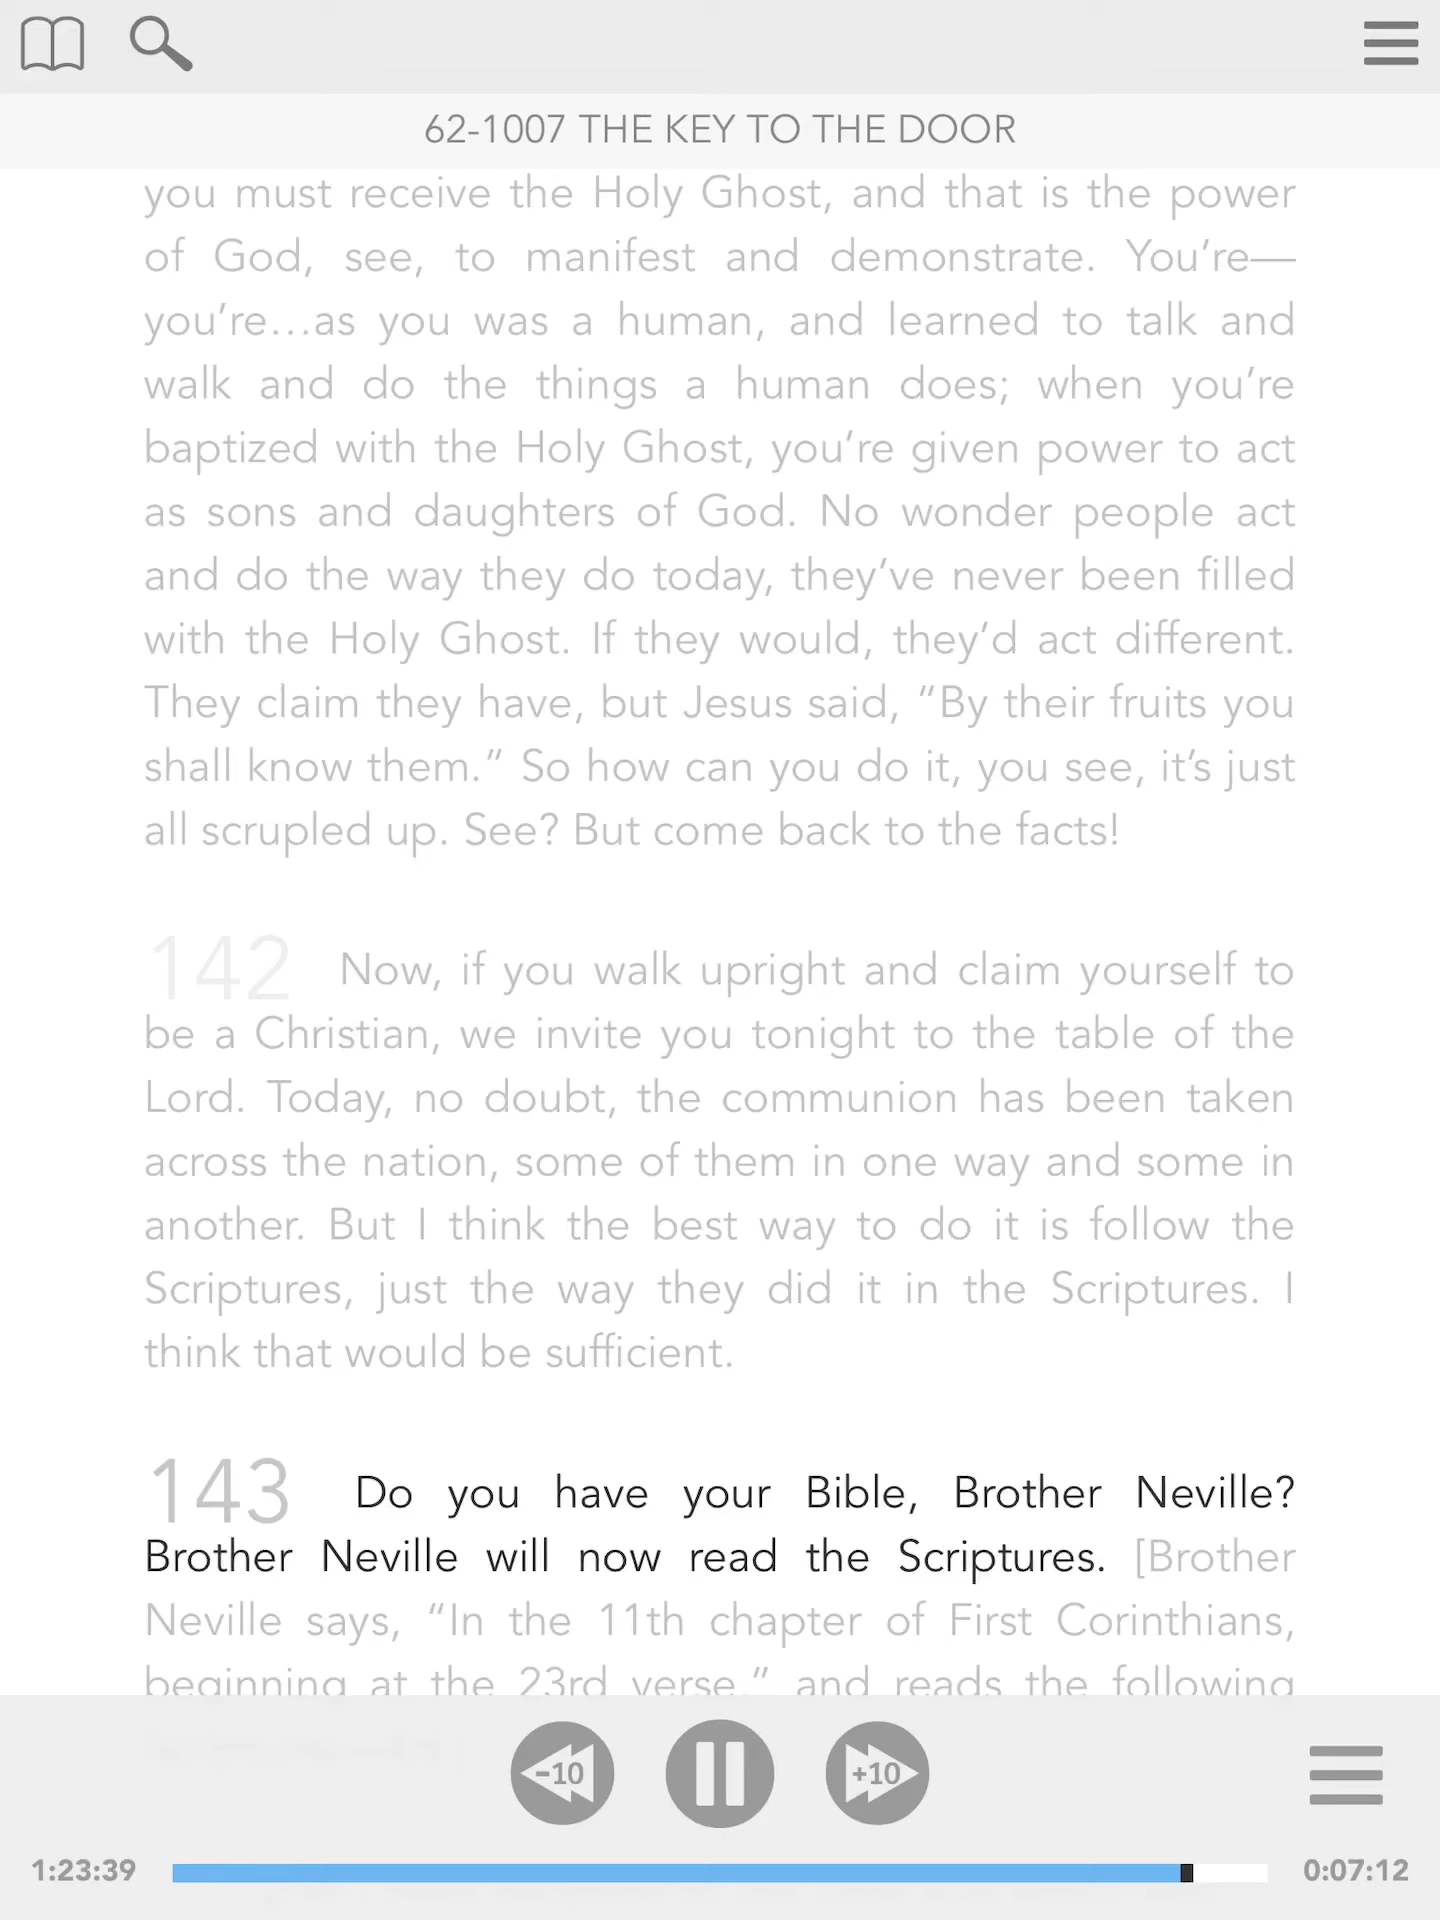 62-1007 THE KEY TO THE DOOR
you must receive the Holy Ghost, and that is the power
of God, see, to manifest and demonstrate. You’re—
you’re…as you was a human, and learned to talk and
walk and do the things a human does; when you’re
baptized with the Holy Ghost, you’re given power to act
as sons and daughters of God. No wonder people act
and do the way they do today, they’ve never been filled
with the Holy Ghost. If they would, they’d act different.
They claim they have, but Jesus said, “By their fruits you
shall know them.” So how can you do it, you see, it’s just
all scrupled up. See? But come back to the facts!
142 Now, if you walk upright and claim yourself to
be a Christian, we invite you tonight to the table of the
Lord. Today, no doubt, the communion has been taken
across the nation, some of them in one way and some in
another. But I think the best way to do it is follow the
Scriptures, just the way they did it in the Scriptures. I
think that would be sufficient.
143 Do you have your Bible, Brother Neville?
Brother Neville will now read the Scriptures. [Brother
Neville says, “In the 11th chapter of First Corinthians,
beginning at the 23rd verse,” and reads the following
-10 +10
1:23:39 0:07:12